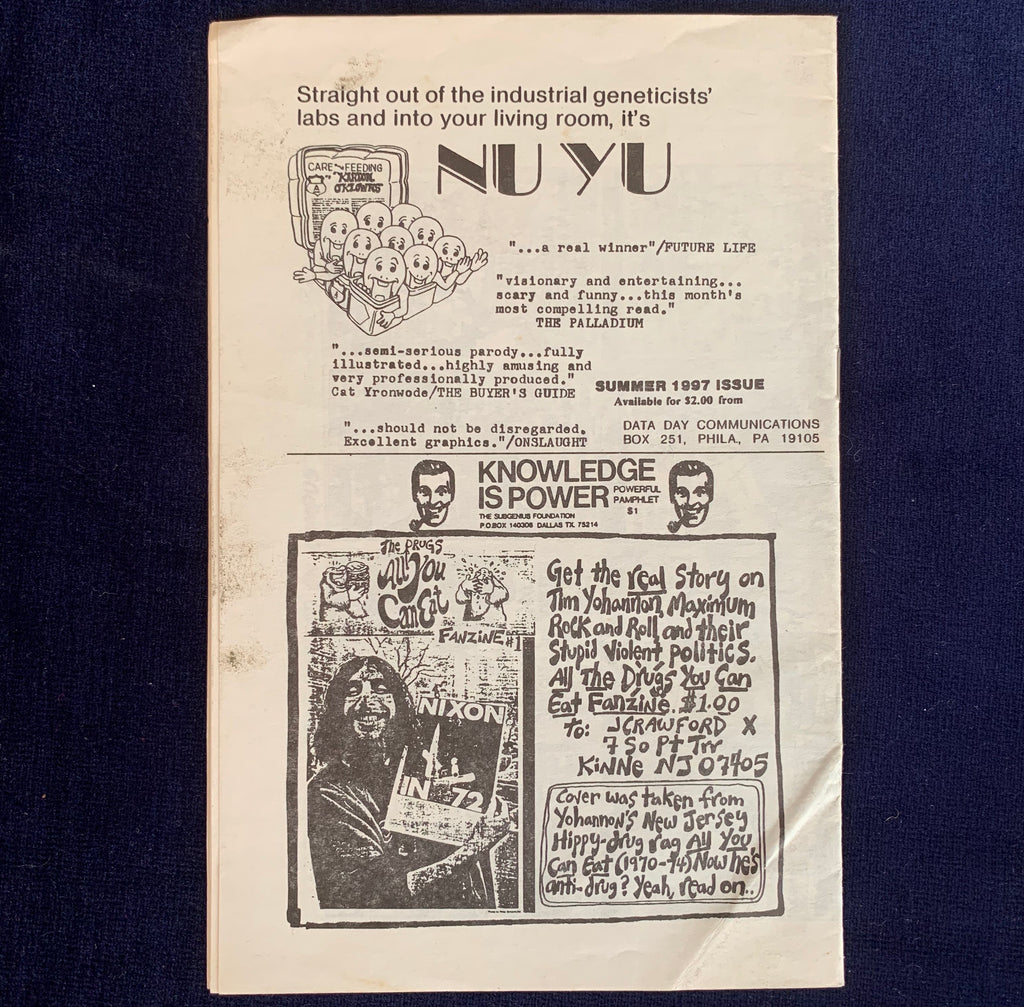 Straight out of the industrial geneticists'
labs and into your living room, it's
NU YU
CARE and FEEDING
"...a real winner"/FUTURE LIFE
"visionary and entertaining...
scary and funny...this month's
most compelling read."
THE PALLADIUM
"...semi-serious parody...fully
illustrated...highly amusing and
very professionally produced."
Cat Yronwode/THE BUYER'S GUIDE
SUMMER 1997 ISSUE
Available for $2.00 from
"...should not be disregarded.
Excellent graphics."/ONSLAUGHT
DATA DAY COMMUNICATIONS
BOX 251, PHILA., PA 19105
KNOWLEDGE
IS POWER
POWERFUL
PAMPHLET
$1
THE SUBGENIUS FOUNDATION
P.O.BOX 140306 DALLAS TX. 75214
The DRUGS
All You
Can Eat
FANZINE #1
NIXON
IN 72
Get the real Story on
Tim Yohannon, Maximum
Rock and Roll, and their
Stupid Violent politics.
All The Drugs You Can
Eat Fanzine. $1.00
to: JCRAWFORD X
7 So Pt Trr
KiNNe NJ 07405
Cover was taken from
Yohannon's New Jersey
Hippy-drug rag All You
Can Eat (1970-74) Now he's
anti-drug? Yeah, read on..